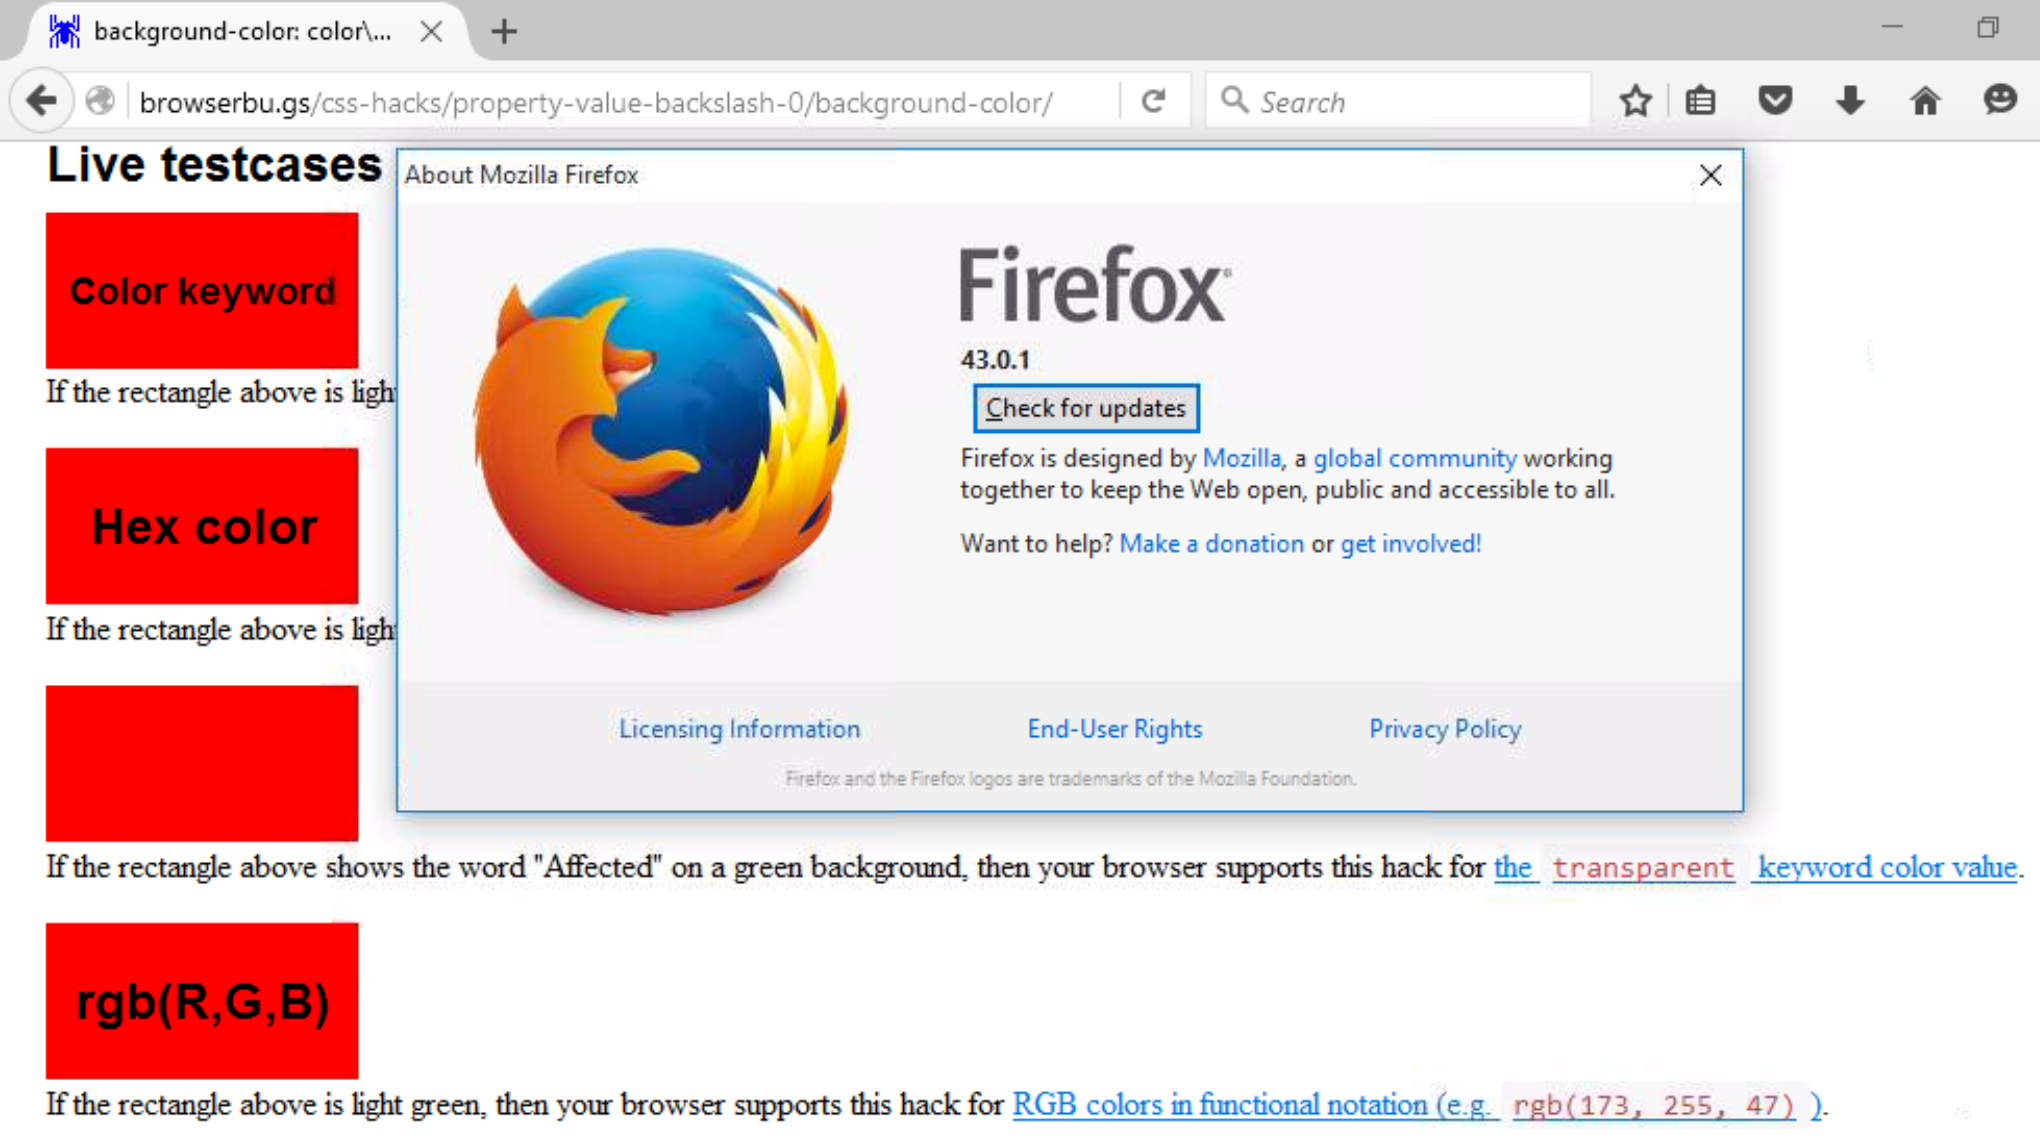 background-color: color\...
browserbu.gs/css-hacks/property-value-backslash-0/background-color/
Search
Live testcases
About Mozilla Firefox
Color keyword
Firefox
43.0.1
If the rectangle above is ligh
Check for updates
Firefox is designed by Mozilla, a global community working
together to keep the Web open, public and accessible to all.
Hex color
Want to help? Make a donation or get involved!
If the rectangle above is ligh
Licensing Information End-User Rights Privacy Policy
Firefox and the Firefox logos are trademarks of the Mozilla Foundation.
If the rectangle above shows the word "Affected" on a green background, then your browser supports this hack for the transparent keyword color value.
rgb(R,G,B)
If the rectangle above is light green, then your browser supports this hack for RGB colors in functional notation (e.g. rgb(173, 255, 47) ).